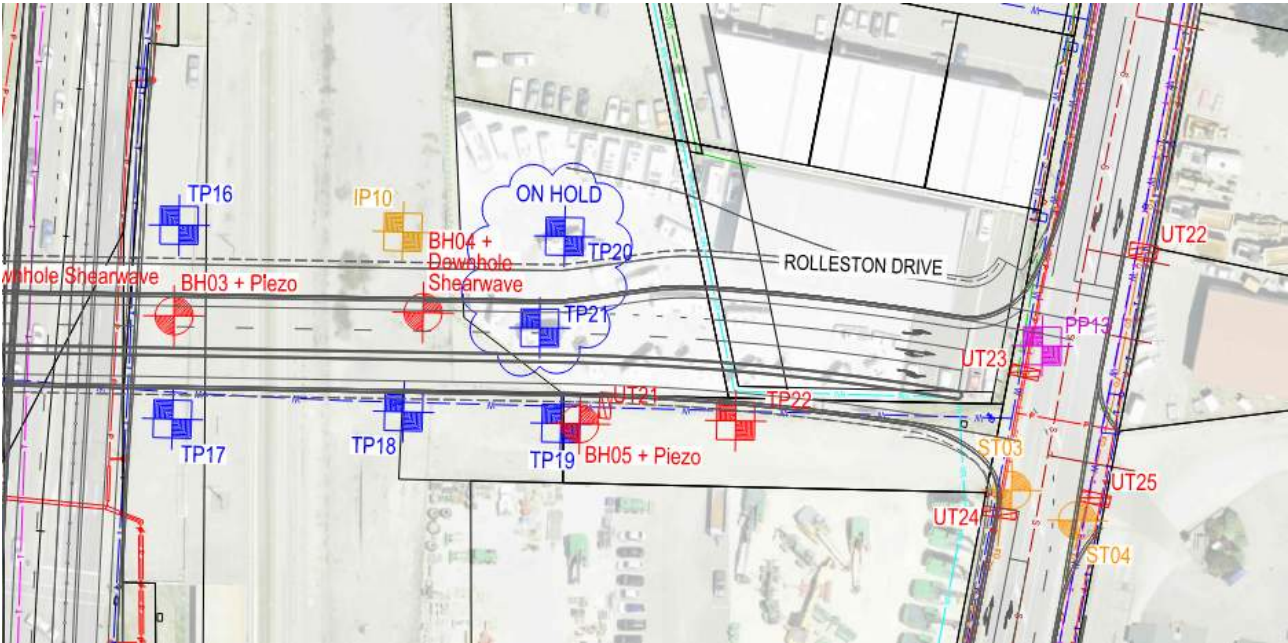 TP16
IP10
ON HOLD
TP20
BH04 +
Downhole
Shearwave
UT22
ROLLESTON DRIVE
wnhole Shearwave
BH03 + Piezo
TP21
PP13
UT23
UT21
TP22
TP17
TP18
TP19
BH05 + Piezo
ST03
UT25
UT24
ST04